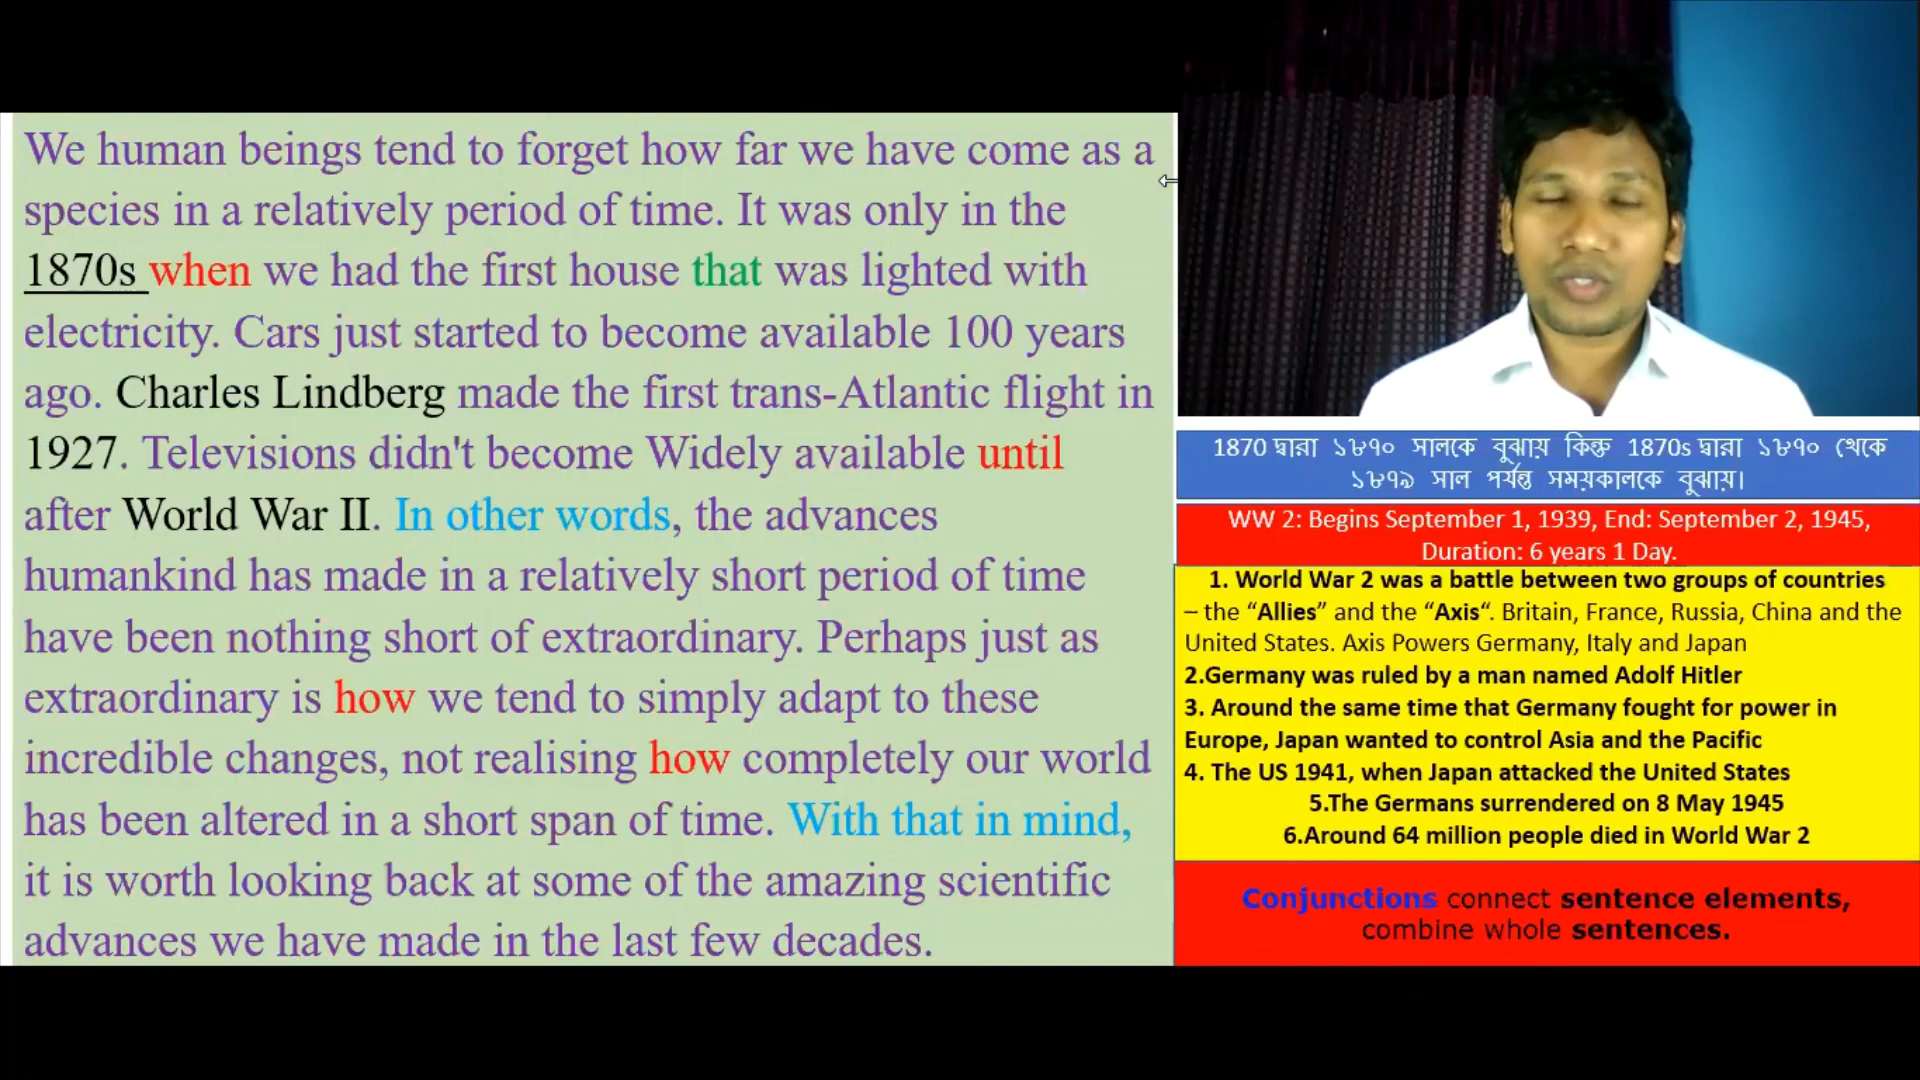 We human beings tend to forget how far we have come as a
species in a relatively period of time. It was only in the
1870s when we had the first house that was lighted with
electricity. Cars just started to become available 100 years
ago. Charles Lindberg made the first trans-Atlantic flight in
1927. Televisions didn't become Widely available until
after World War II. In other words, the advances
humankind has made in a relatively short period of time
have been nothing short of extraordinary. Perhaps just as
extraordinary is how we tend to simply adapt to these
incredible changes, not realising how completely our world
has been altered in a short span of time. With that in mind,
it is worth looking back at some of the amazing scientific
advances we have made in the last few decades.
1870 দ্বারা ১৮৭০ সালকে বুঝায় কিন্তু 1870s দ্বারা ১৮৭০ থেকে
১৮৭৯ সাল পর্যন্ত সময়কালকে বুঝায়।
WW 2: Begins September 1, 1939, End: September 2, 1945,
Duration: 6 years 1 Day.
1. World War 2 was a battle between two groups of countries
– the “Allies” and the “Axis“. Britain, France, Russia, China and the
United States. Axis Powers Germany, Italy and Japan
2.Germany was ruled by a man named Adolf Hitler
3. Around the same time that Germany fought for power in
Europe, Japan wanted to control Asia and the Pacific
4. The US 1941, when Japan attacked the United States
5.The Germans surrendered on 8 May 1945
6.Around 64 million people died in World War 2
Conjunctions connect sentence elements,
combine whole sentences.